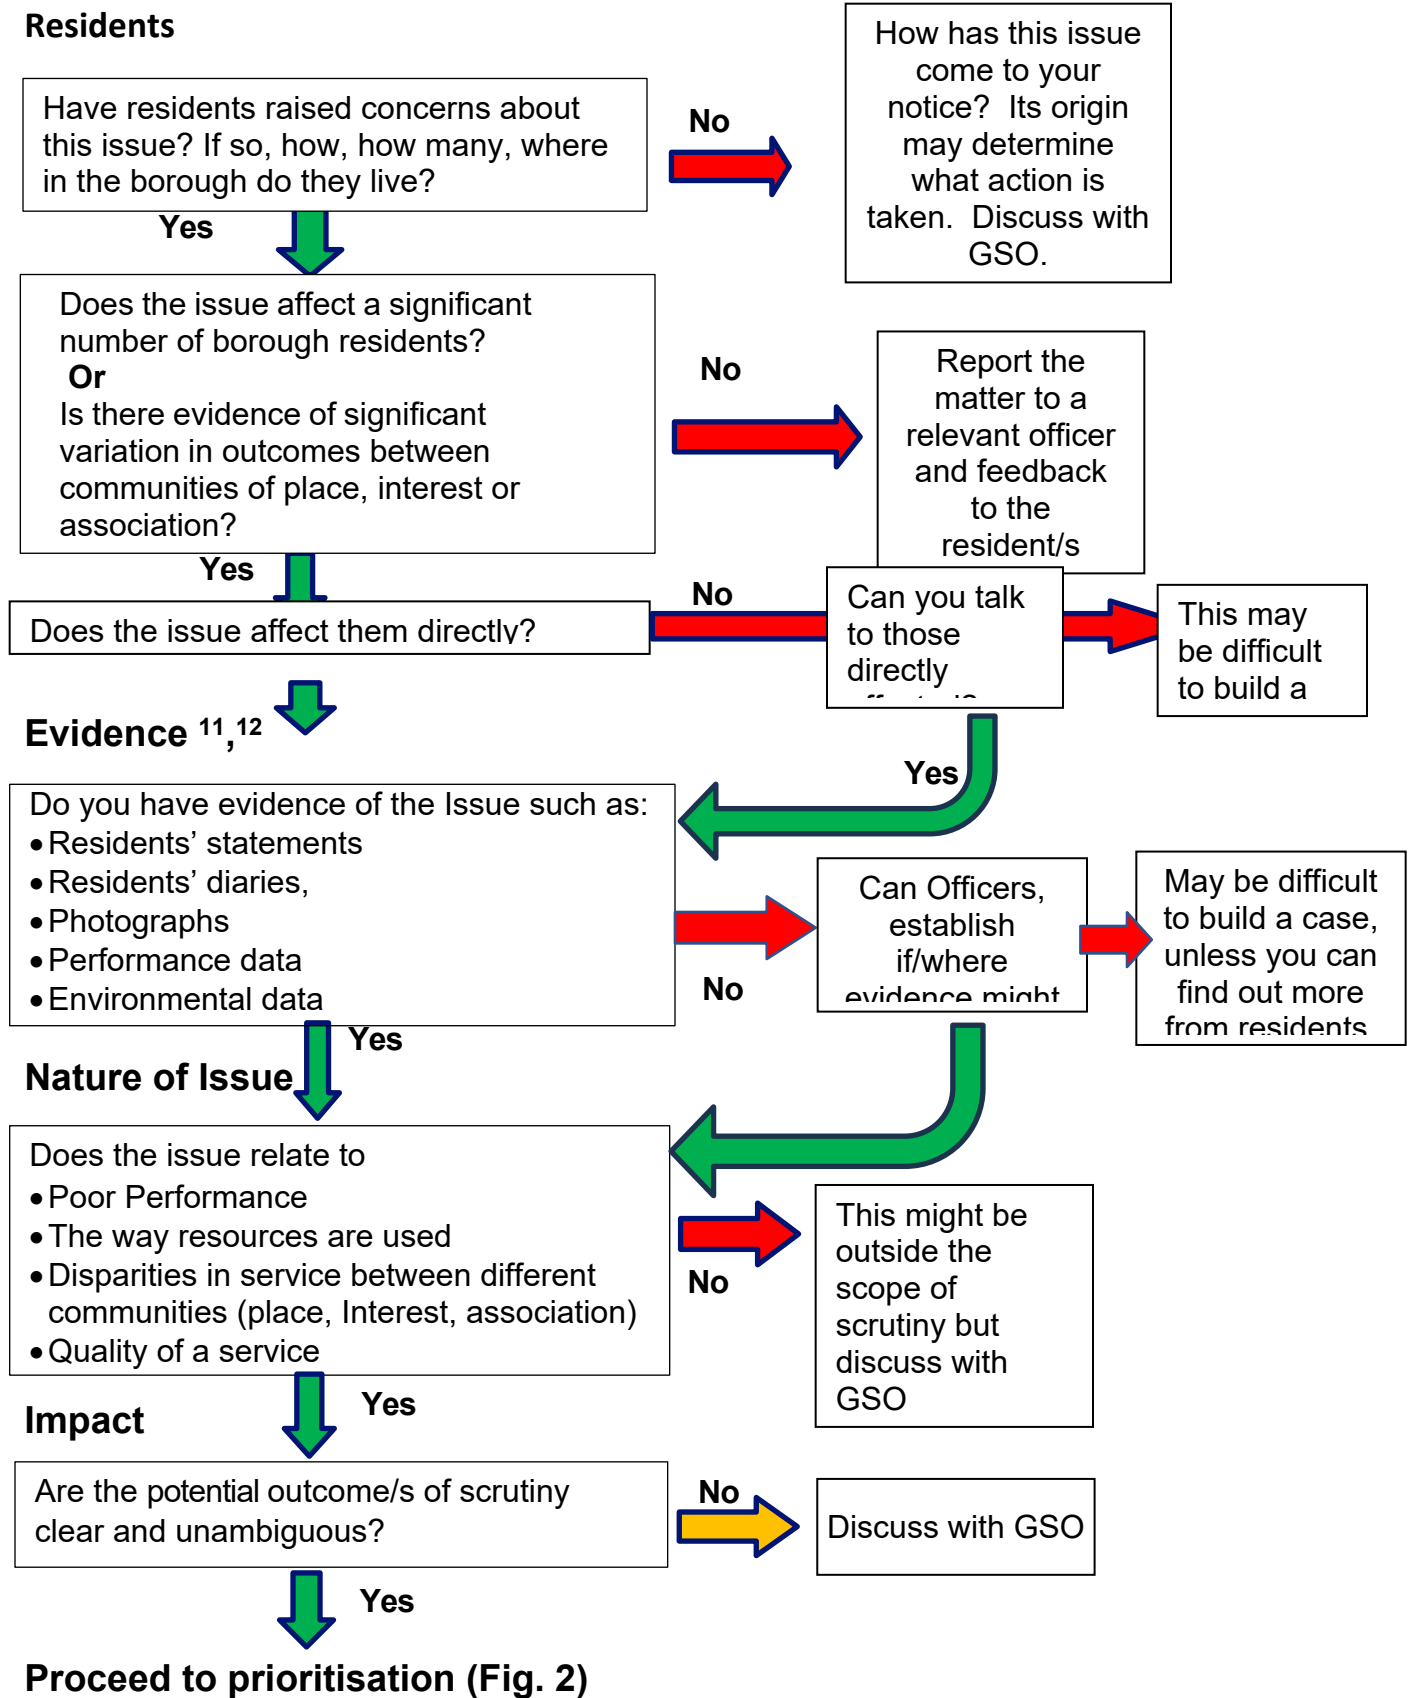 Residents
Have residents raised concerns about
this issue? If so, how, how many, where
in the borough do they live?
No
How has this issue
come to your
notice?  Its origin
may determine
what action is
taken.  Discuss with
GSO.
Yes
Does the issue affect a significant
number of borough residents?
Or
Is there evidence of significant
variation in outcomes between
communities of place, interest or
association?
No
Report the
matter to a
relevant officer
and feedback
to the
resident/s
Yes
Does the issue affect them directly?
No
Can you talk
to those
directly
This may
be difficult
to build a
Evidence 11,12
Yes
Do you have evidence of the Issue such as:
• Residents’ statements
• Residents’ diaries,
• Photographs
• Performance data
• Environmental data
No
Can Officers,
establish
if/where
evidence might
May be difficult
to build a case,
unless you can
find out more
from residents
Yes
Nature of Issue
Does the issue relate to
• Poor Performance
• The way resources are used
• Disparities in service between different
communities (place, Interest, association)
• Quality of a service
No
This might be
outside the
scope of
scrutiny but
discuss with
GSO
Yes
Impact
Are the potential outcome/s of scrutiny
clear and unambiguous?
No
Discuss with GSO
Yes
Proceed to prioritisation (Fig. 2)